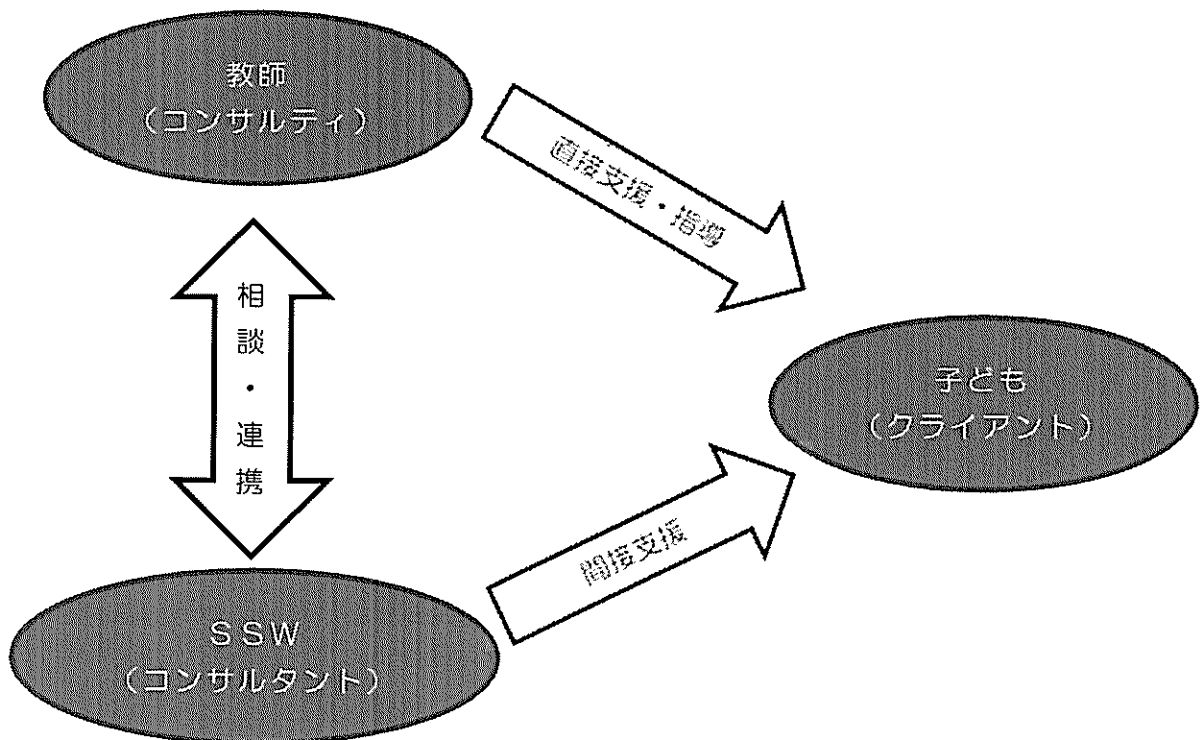 教師
（コンサルティ）
直接支援・指導
相談・連携
子ども
（クライアント）
間接支援
ＳＳＷ
（コンサルタント）